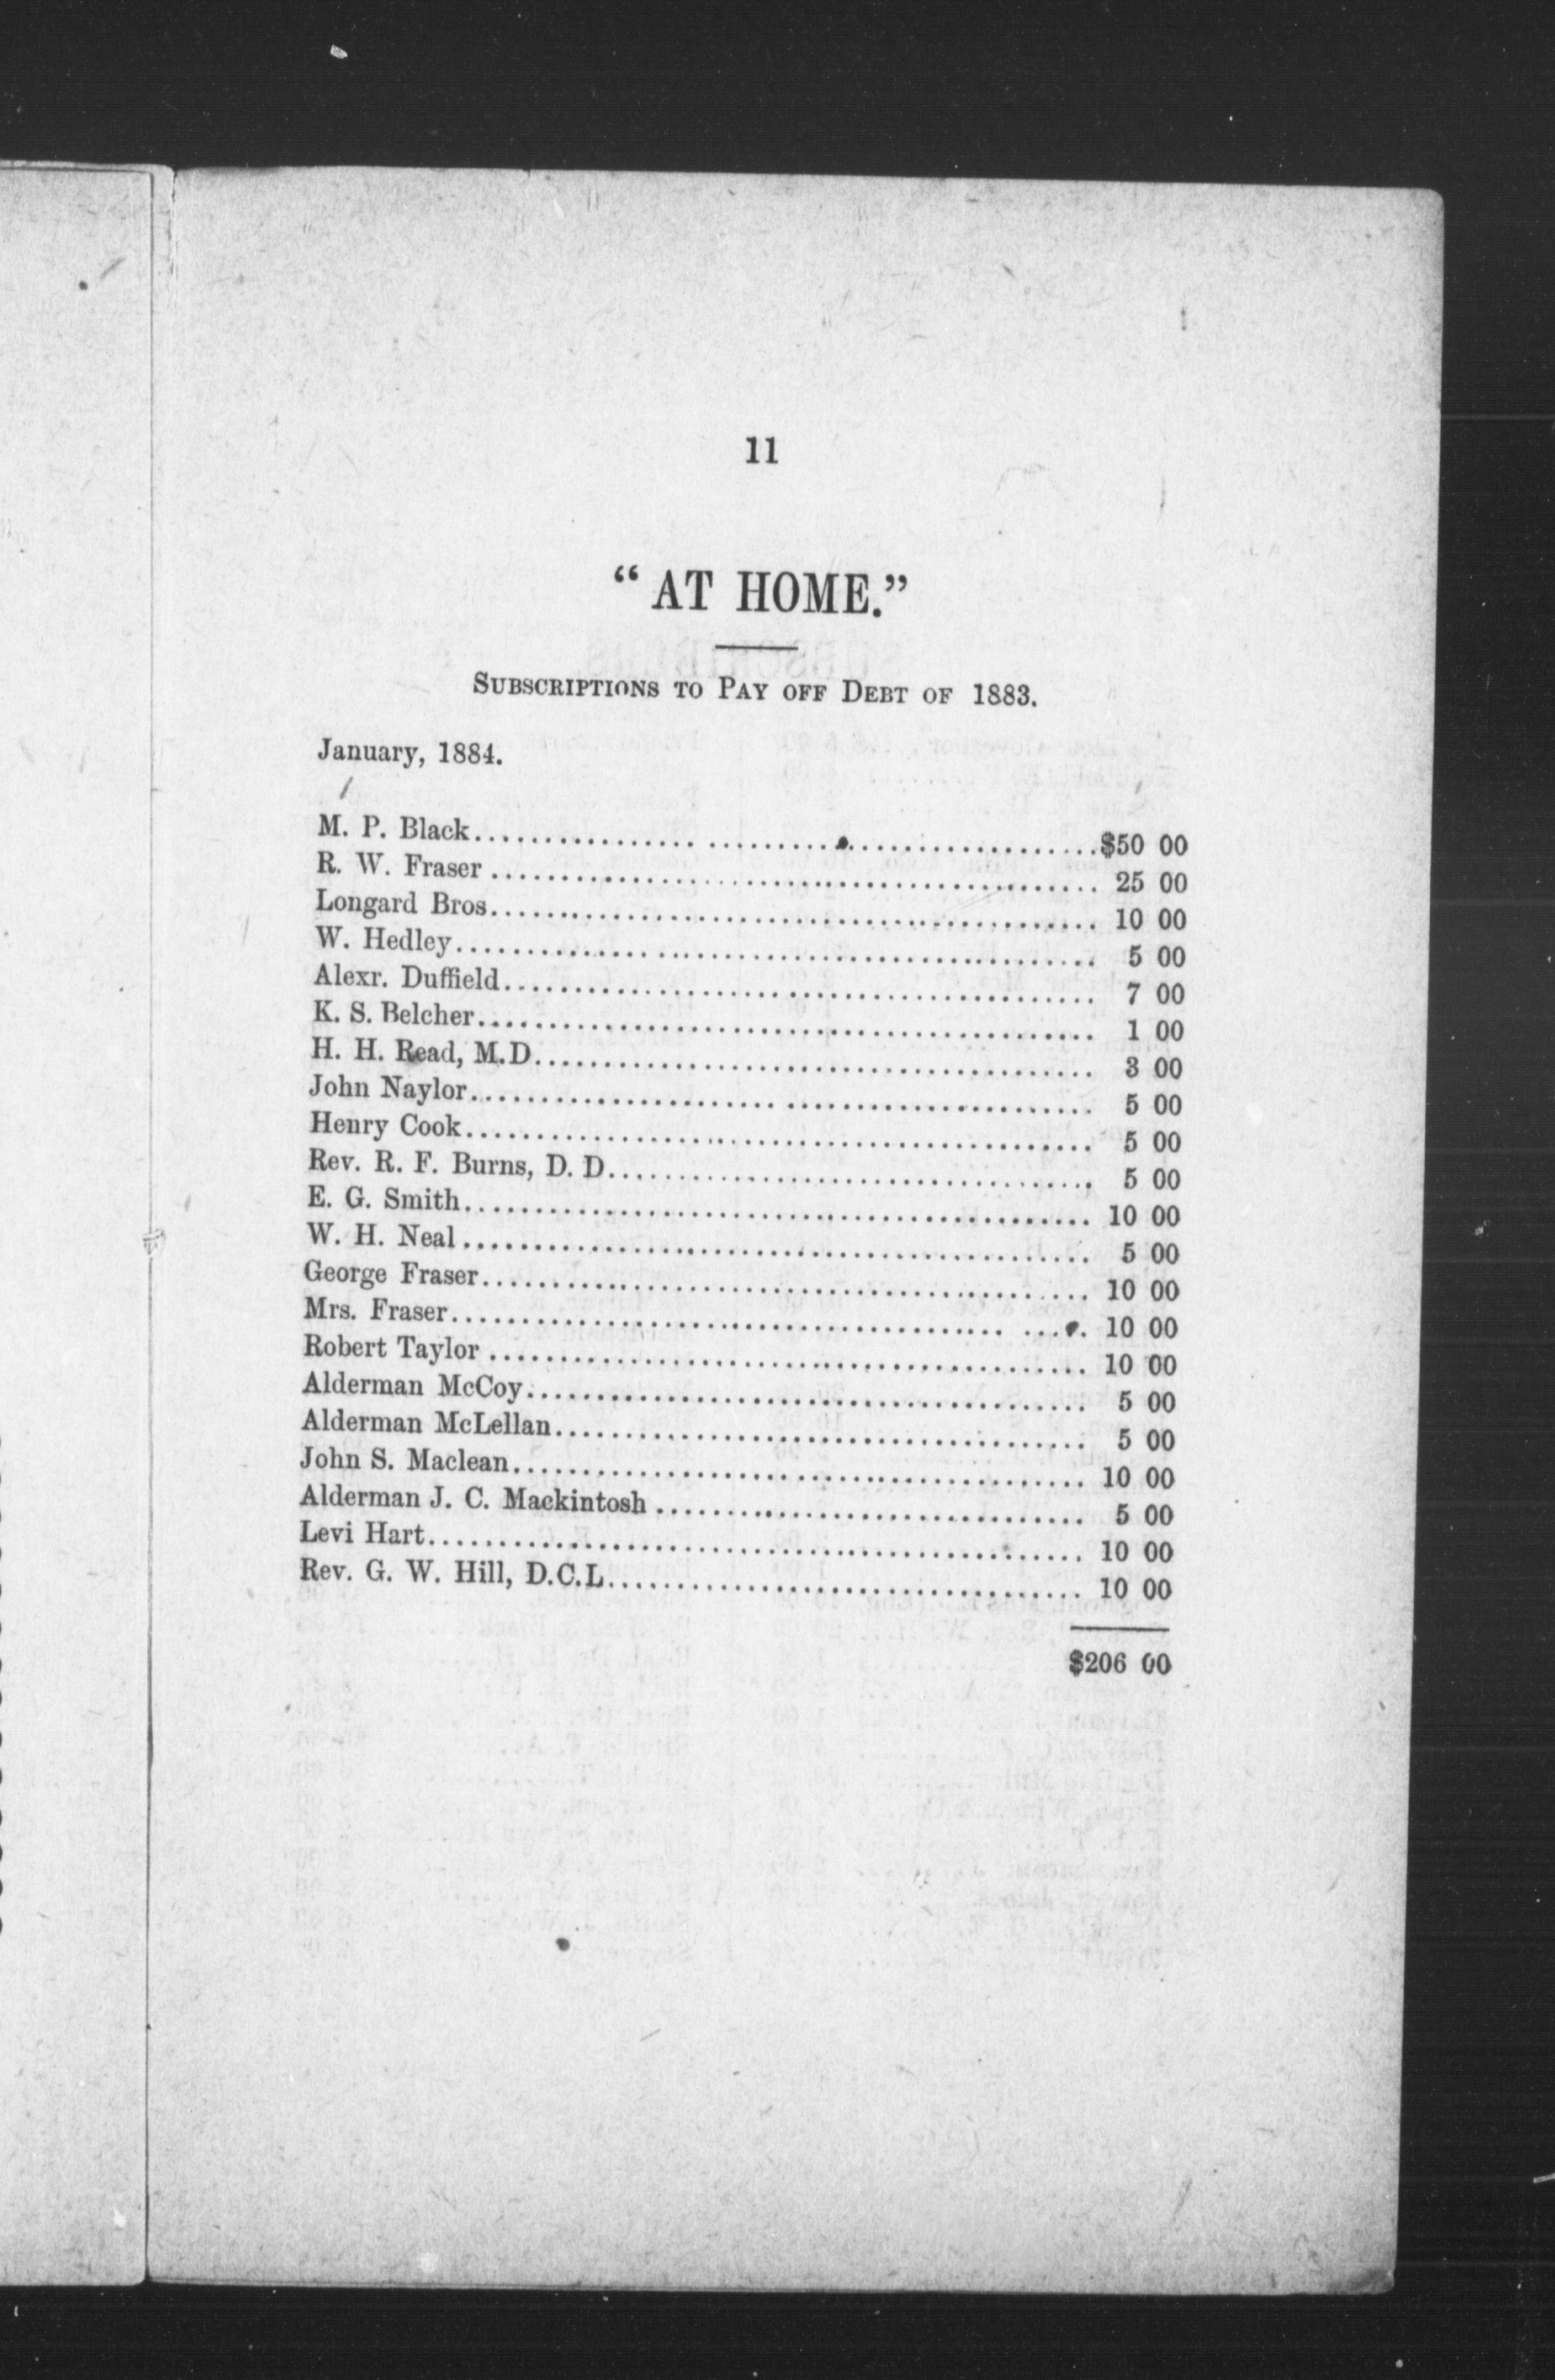 11
“AT HOME.”
SUBSCRIPTIONS TO PAY OFF DEBT OF 1883.
January, 1884.
M. P. Black........................................$50 00
R. W. Fraser........................................ 25 00
Longard Bros........................................ 10 00
W. Hedley........................................ 5 00
Alexr. Duffield........................................ 7 00
K. S. Belcher........................................ 1 00
H. H. Read, M.D........................................ 3 00
John Naylor........................................ 5 00
Henry Cook........................................ 5 00
Rev. R. F. Burns, D. D........................................ 5 00
E. G. Smith........................................ 10 00
W. H. Neal........................................ 5 00
George Fraser........................................ 10 00
Mrs. Fraser........................................ 10 00
Robert Taylor........................................ 10 00
Alderman McCoy........................................ 5 00
Alderman McLellan........................................ 5 00
John S. Maclean........................................ 10 00
Alderman J. C. Mackintosh........................................ 5 00
Levi Hart........................................ 10 00
Rev. G. W. Hill, D.C.L........................................ 10 00
$206 00